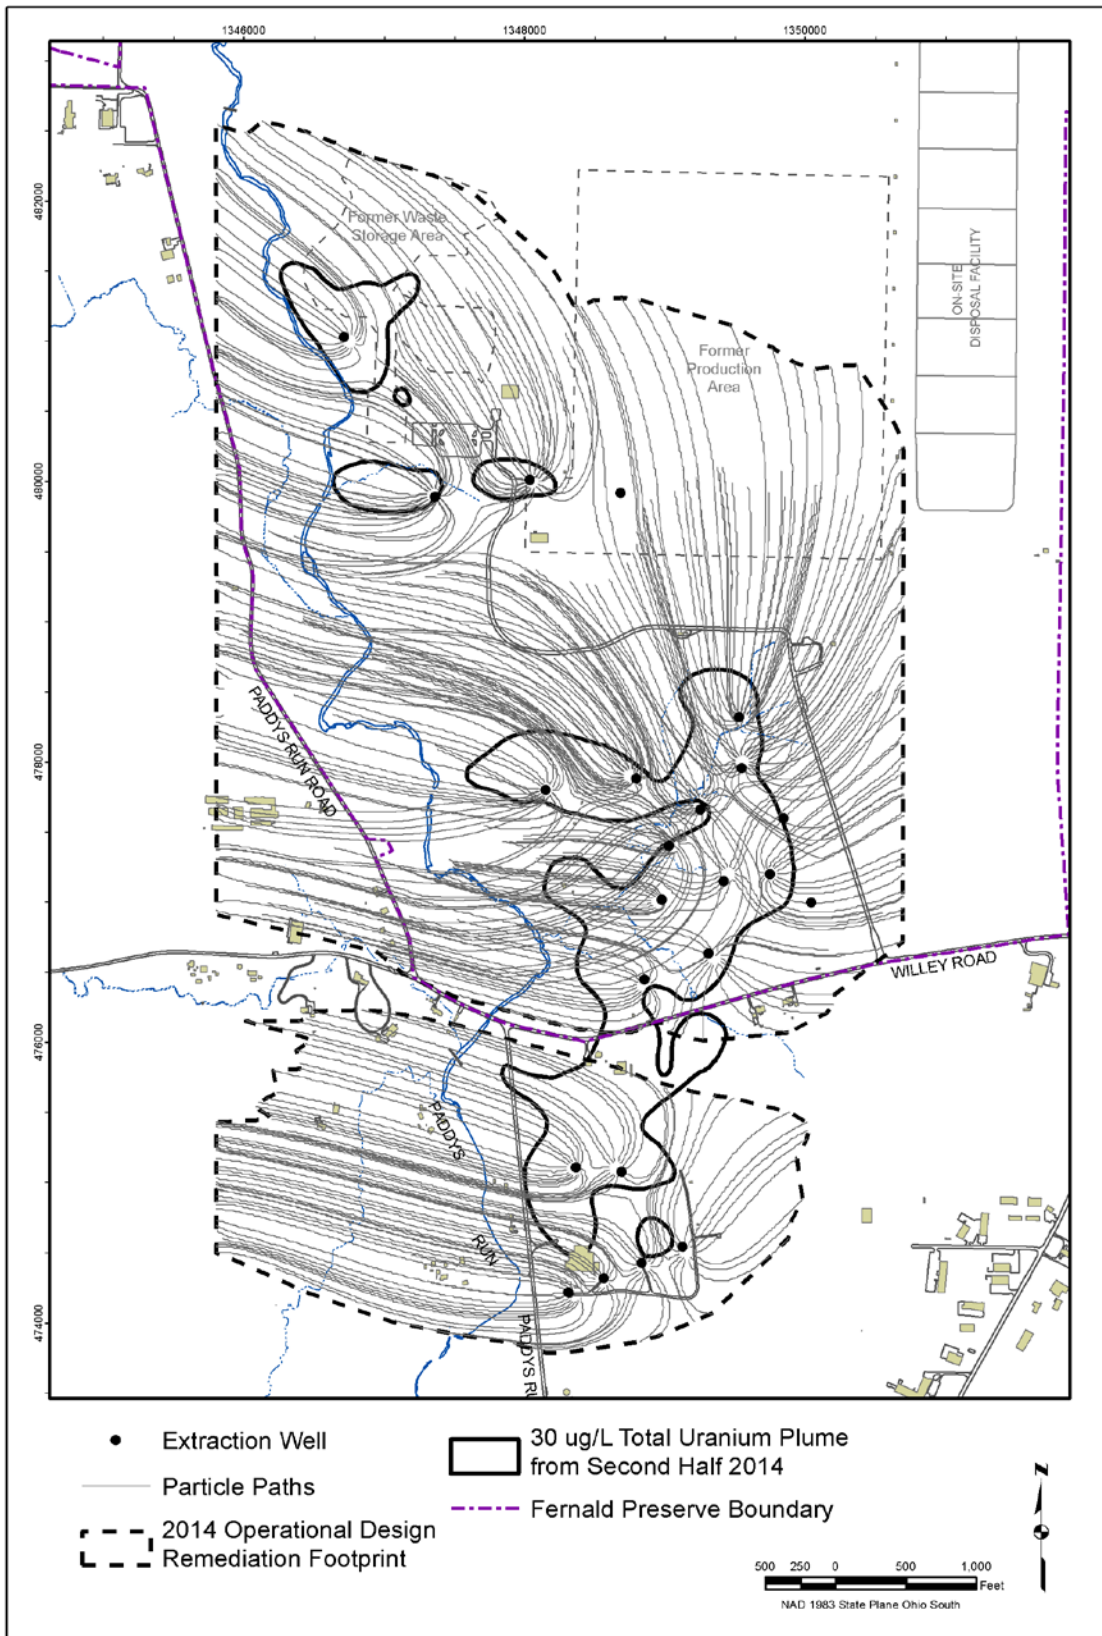 1346000
1348000
1350000
482000
480000
478000
476000
474000
Former Waste
Storage Area
Former
Production
Area
ON-SITE
DISPOSAL FACILITY
PADDYS RUN ROAD
WILLEY ROAD
PADDYS
RUN
PADDYS RU
Extraction Well
Particle Paths
2014 Operational Design
Remediation Footprint
30 ug/L Total Uranium Plume
from Second Half 2014
Fernald Preserve Boundary
N
500 250 0 500 1,000
Feet
NAD 1983 State Plane Ohio South